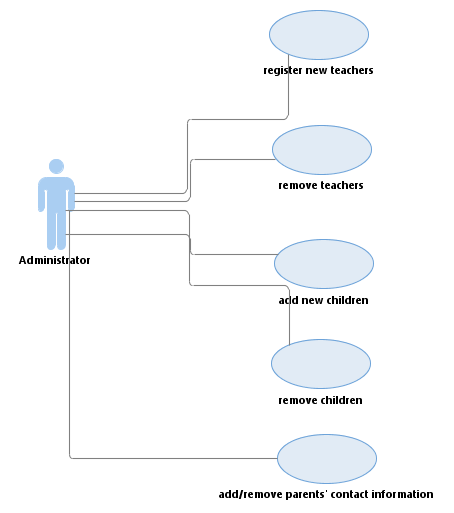 register new teachers
remove teachers
Administrator
add new children
remove children
add/remove parents' contact information